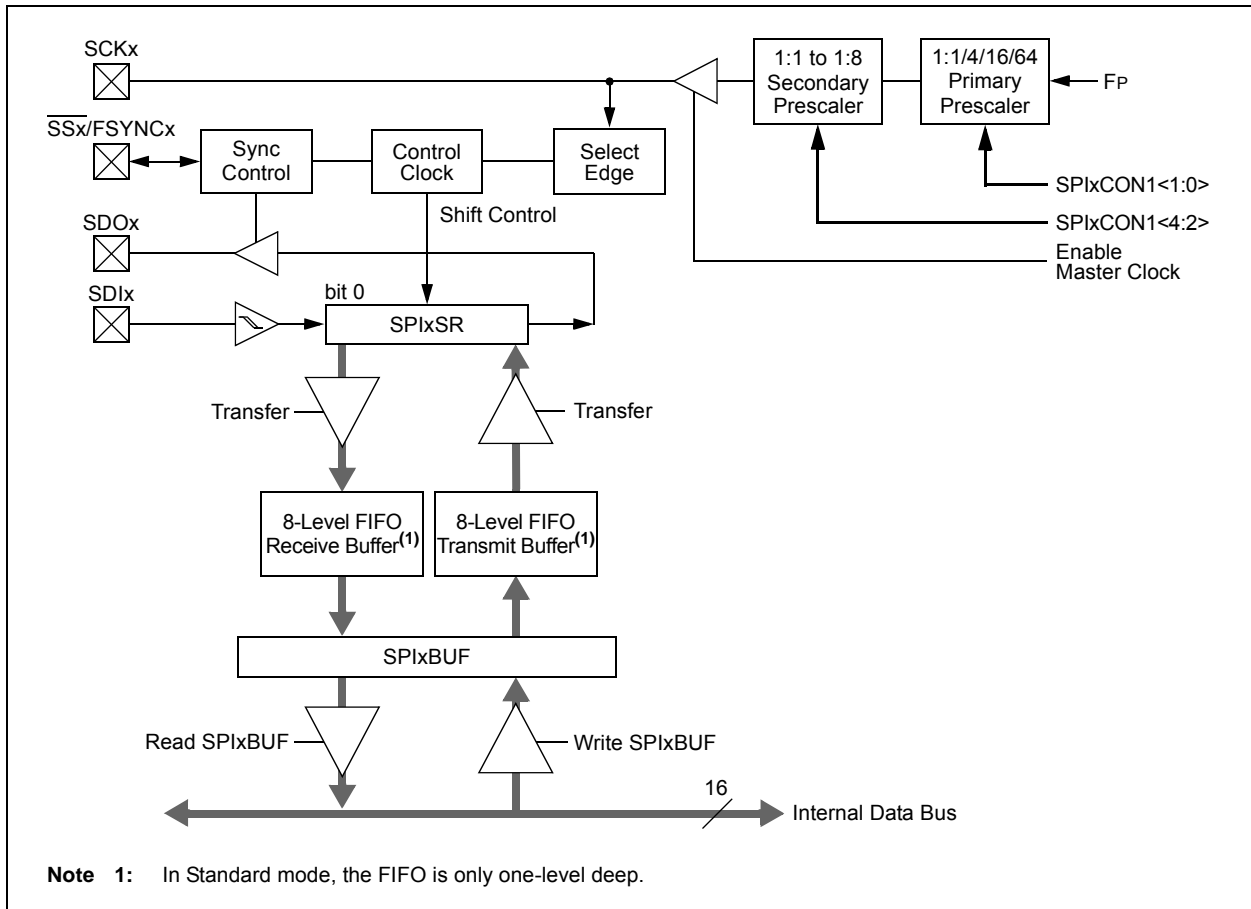 SCKx
1:1 to 1:8
Secondary
Prescaler
1:1/4/16/64
Primary
Prescaler
FP
SSx/FSYNCx
Sync
Control
Control
Clock
Select
Edge
SPIxCON1<1:0>
Shift Control
SPIxCON1<4:2>
SDOx
Enable
Master Clock
SDIx
bit 0
SPIxSR
Transfer
Transfer
8-Level FIFO
Receive Buffer(1)
8-Level FIFO
Transmit Buffer(1)
SPIxBUF
Read SPIxBUF
Write SPIxBUF
16
Internal Data Bus
Note 1: In Standard mode, the FIFO is only one-level deep.